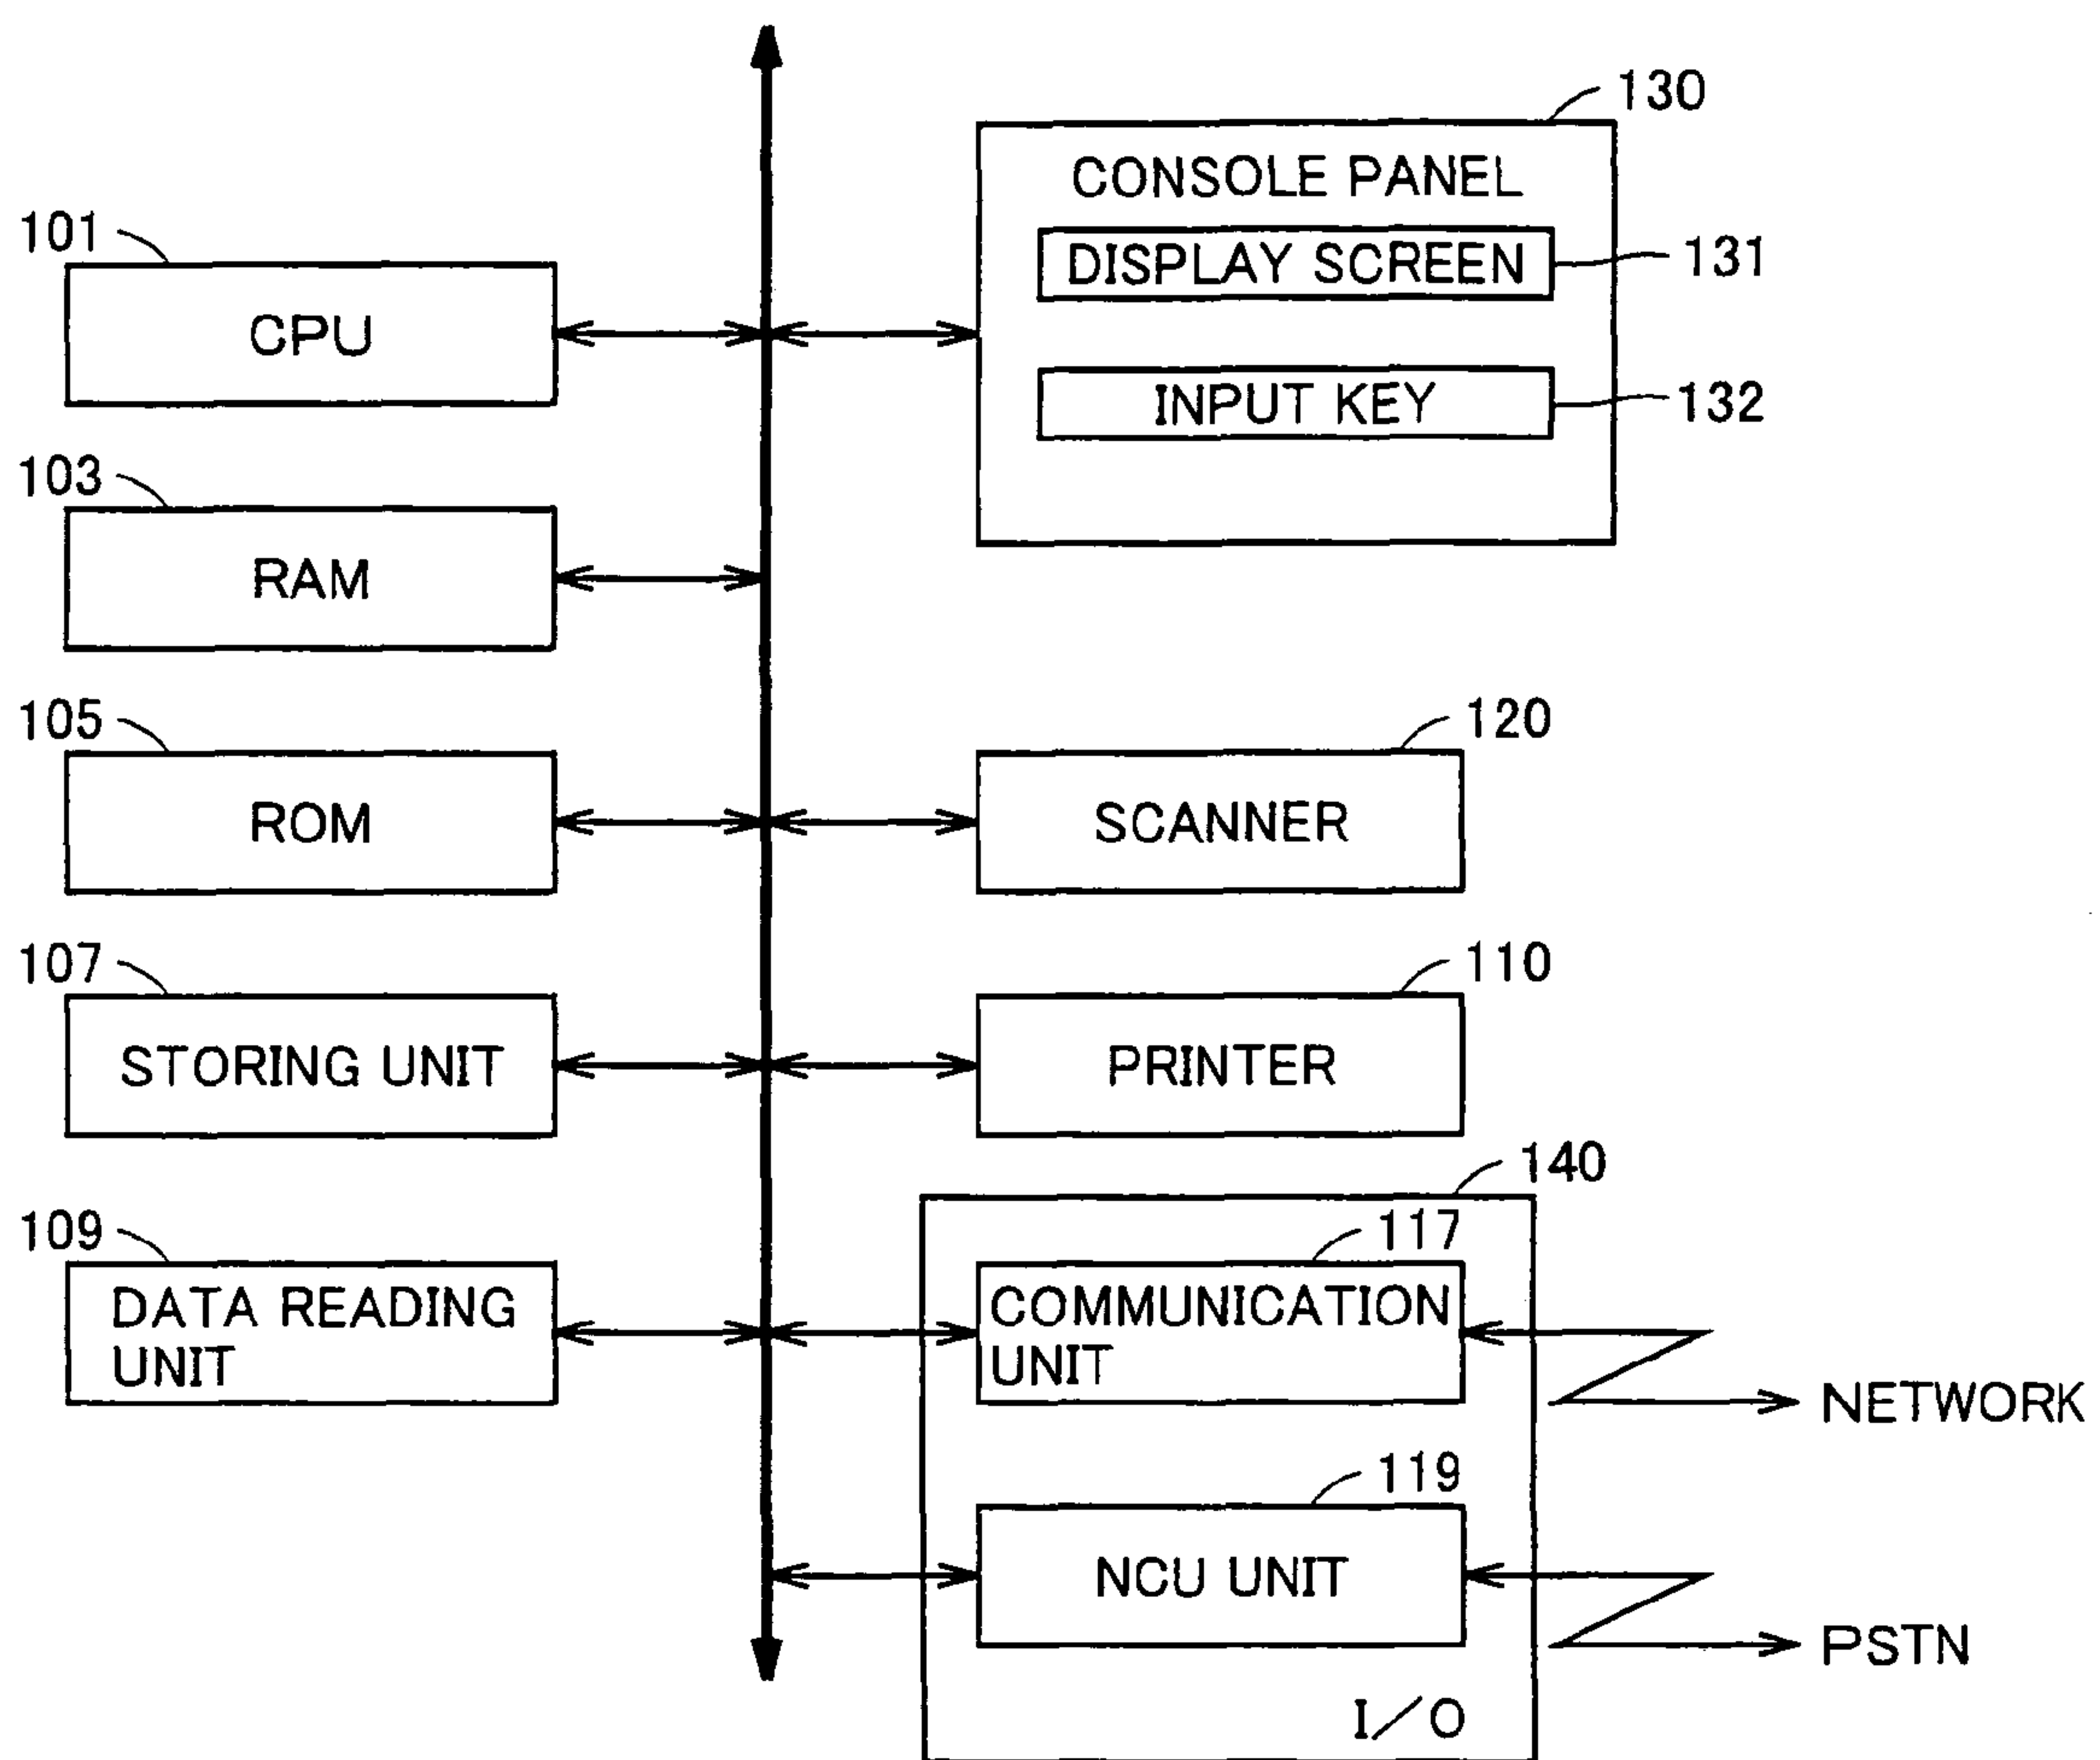 130
CONSOLE PANEL
101
DISPLAY SCREEN
131
CPU
INPUT KEY
132
103
RAM
105
120
ROM
SCANNER
107
110
STORING UNIT
PRINTER
140
109
117
DATA READING
UNIT
COMMUNICATION
UNIT
NETWORK
119
NCU UNIT
PSTN
I/O